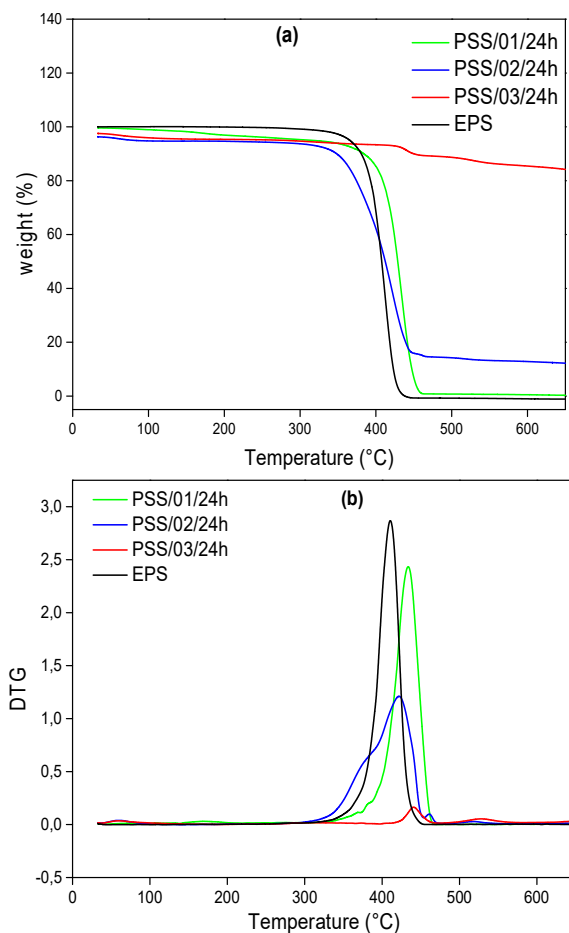 (a)
PSS/01/24h
PSS/02/24h
PSS/03/24h
EPS
140
120
100
80
60
40
20
0
weight (%)
0 100 200 300 400 500 600
Temperature (°C)
(b)
PSS/01/24h
PSS/02/24h
PSS/03/24h
EPS
3,0
2,5
2,0
1,5
1,0
0,5
0,0
-0,5
DTG
0 100 200 300 400 500 600
Temperature (°C)